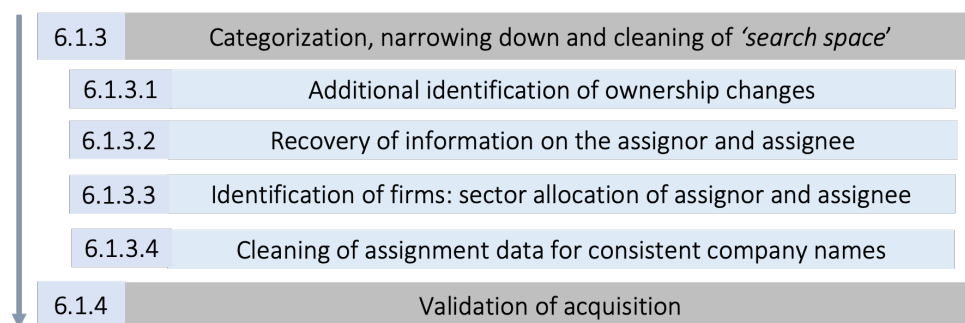 6.1.3 Categorization, narrowing down and cleaning of ‘search space’
6.1.3.1 Additional identification of ownership changes
6.1.3.2 Recovery of information on the assignor and assignee
6.1.3.3 Identification of firms: sector allocation of assignor and assignee
6.1.3.4 Cleaning of assignment data for consistent company names
6.1.4 Validation of acquisition